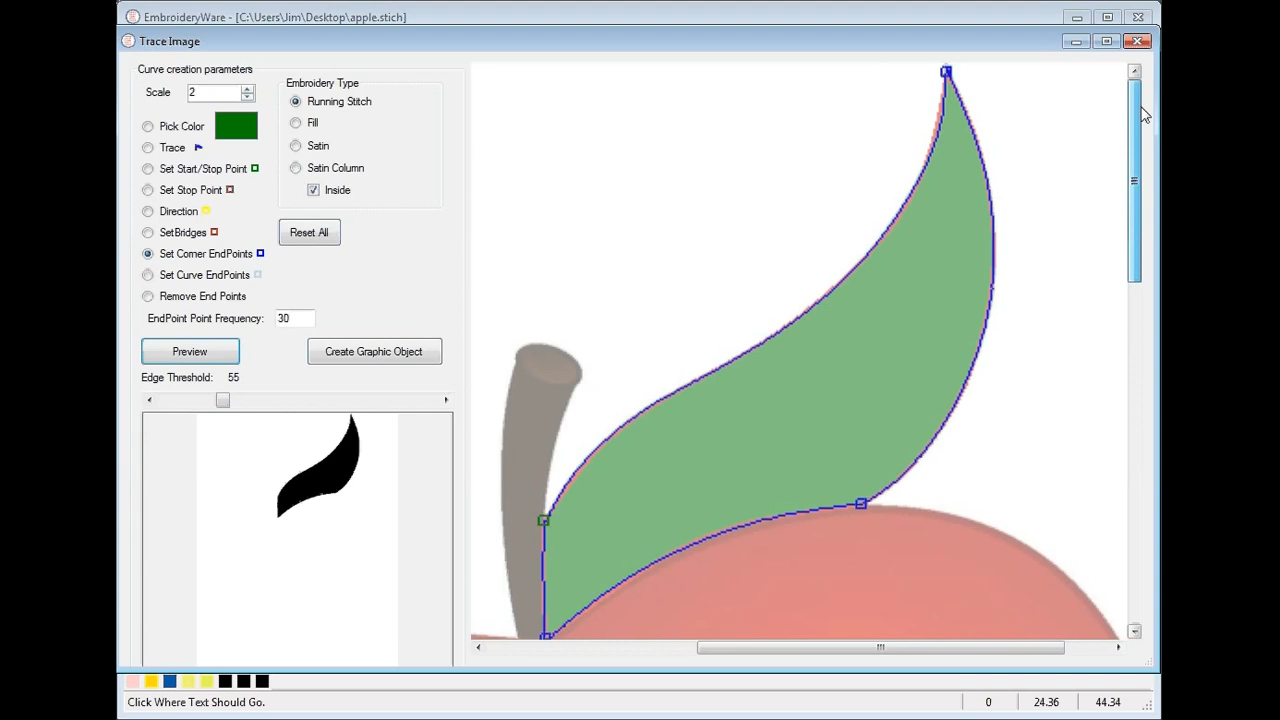 EmbroideryWare - [C:\Users\Jim\Desktop\apple.stich]
Trace Image
Curve creation parameters
Scale 2
Pick Color
Trace
Set Start/Stop Point
Set Stop Point
Direction
SetBridges
Set Corner EndPoints
Set Curve EndPoints
Remove End Points
EndPoint Point Frequency: 30
Embroidery Type
Running Stitch
Fill
Satin
Satin Column
Inside
Reset All
Preview
Create Graphic Object
Edge Threshold: 55
Click Where Text Should Go. 0 24.36 44.34